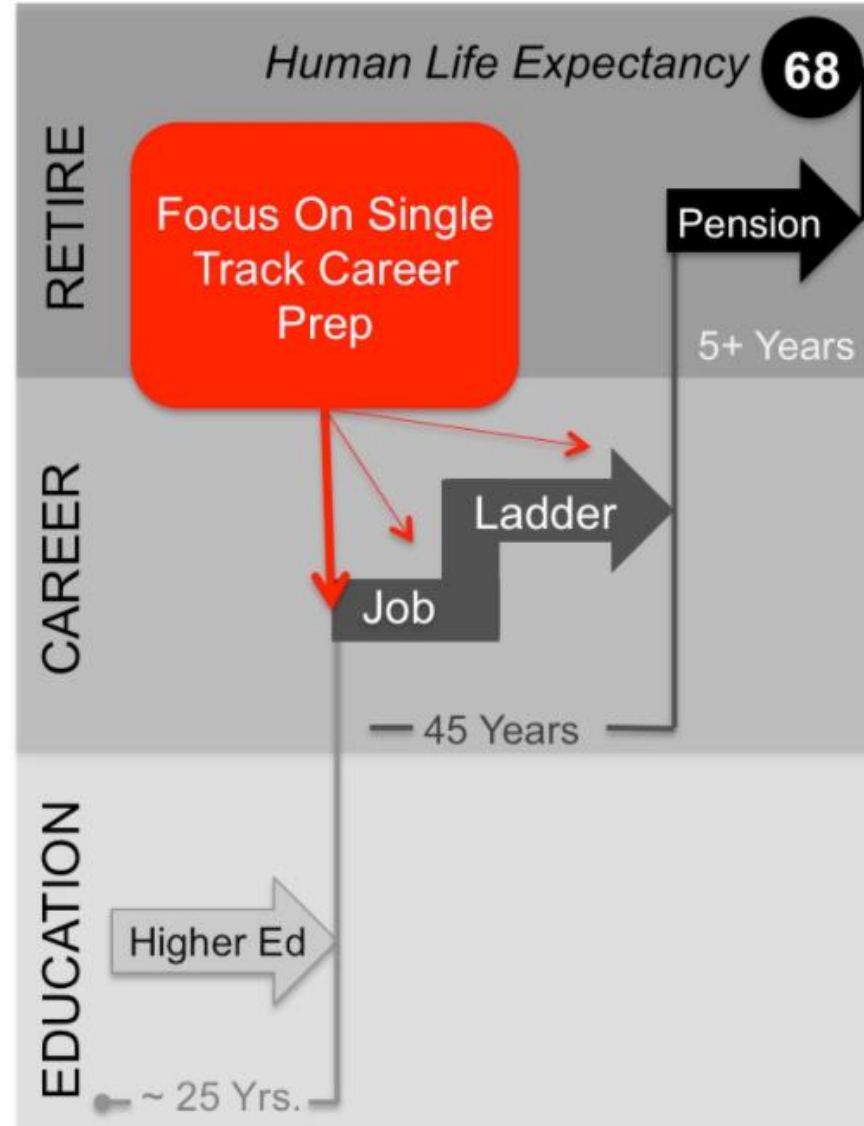 Human Life Expectancy 68
RETIRE
Focus On Single
Track Career
Prep
Pension
5+ Years
CAREER
Ladder
Job
45 Years
EDUCATION
Higher Ed
~ 25 Yrs.